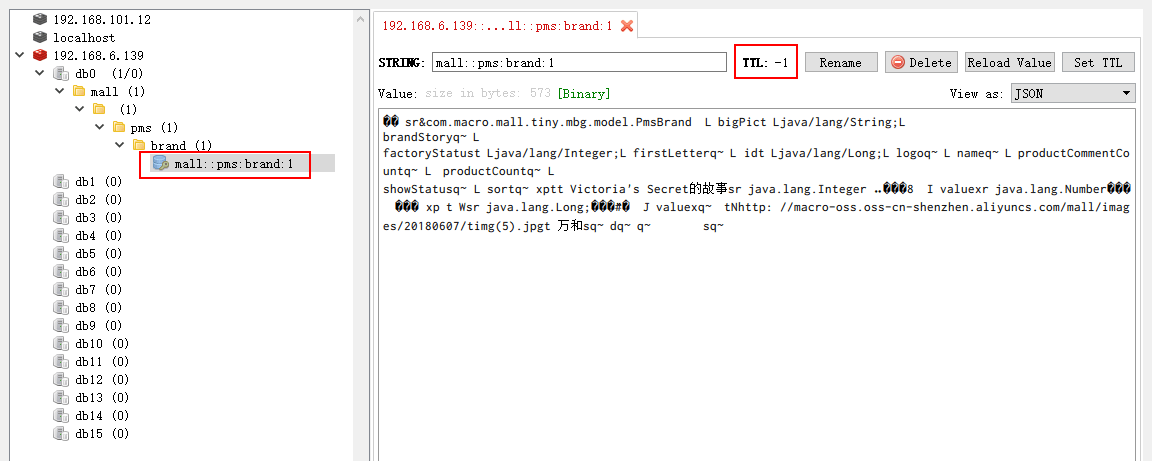 192.168.101.12
localhost
192.168.6.139
db0 (1/0)
mall (1)
(1)
pms (1)
brand (1)
mall::pms:brand:1
db1 (0)
db2 (0)
db3 (0)
db4 (0)
db5 (0)
db6 (0)
db7 (0)
db8 (0)
db9 (0)
db10 (0)
db11 (0)
db12 (0)
db13 (0)
db14 (0)
db15 (0)
192.168.6.139::...ll::pms:brand:1
STRING: mall::pms:brand:1 TTL: -1 Rename Delete Reload Value Set TTL
Value: size in bytes: 573 [Binary] View as: JSON
�� sr&com.macro.mall.tiny.mbg.model.PmsBrand L bigPict Ljava/lang/String;L
brandStoryq~ L
factoryStatust Ljava/lang/Integer;L firstLetterq~ L idt Ljava/lang/Long;L logoq~ L nameq~ L productCommentCo
untq~ L productCountq~ L
showStatusq~ L sortq~ xptt Victoria's Secret的故事sr java.lang.Integer ..���8 I valuexr java.lang.Number���
��� xp t Wsr java.lang.Long;���#� J valuexq~ tNhttp: //macro-oss.oss-cn-shenzhen.aliyuncs.com/mall/imag
es/20180607/timg(5).jpgt 万和sq~ dq~ q~ sq~